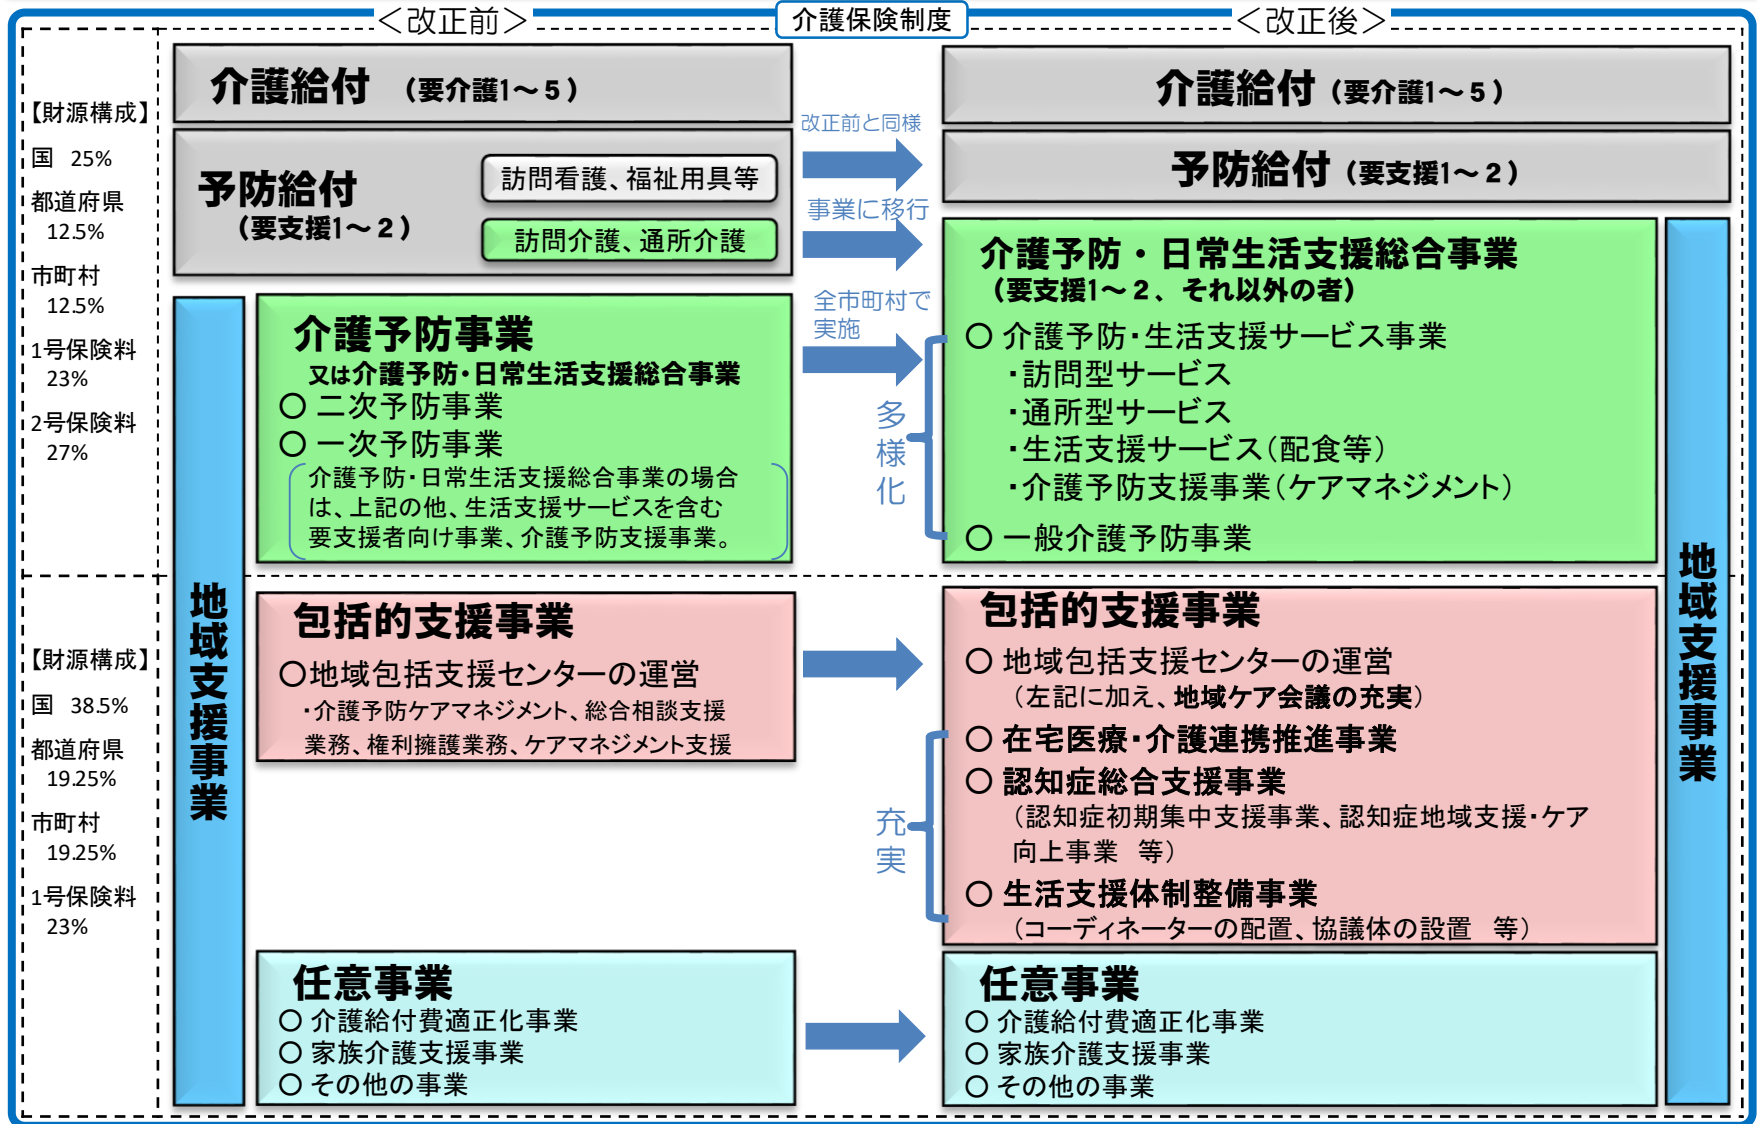 ＜改正前＞
介護保険制度
＜改正後＞
【財源構成】
国 25%
都道府県
12.5%
市町村
12.5%
1号保険料
23%
2号保険料
27%
介護給付 （要介護1～５）
予防給付
（要支援1～２）
訪問看護、福祉用具等
訪問介護、通所介護
改正前と同様
事業に移行
全市町村で
実施
多様化
介護予防事業
又は介護予防・日常生活支援総合事業
○ 二次予防事業
○ 一次予防事業
介護予防・日常生活支援総合事業の場合
は、上記の他、生活支援サービスを含む
要支援者向け事業、介護予防支援事業。
介護給付（要介護1～５）
予防給付（要支援1～２）
介護予防・日常生活支援総合事業
（要支援1～２、それ以外の者）
○ 介護予防・生活支援サービス事業
・訪問型サービス
・通所型サービス
・生活支援サービス（配食等）
・介護予防支援事業（ケアマネジメント）
○ 一般介護予防事業
【財源構成】
国 38.5%
都道府県
19.25%
市町村
19.25%
1号保険料
23%
地域支援事業
包括的支援事業
○地域包括支援センターの運営
・介護予防ケアマネジメント、総合相談支援
業務、権利擁護業務、ケアマネジメント支援
充実
包括的支援事業
○ 地域包括支援センターの運営
（左記に加え、地域ケア会議の充実）
○ 在宅医療・介護連携推進事業
○ 認知症総合支援事業
（認知症初期集中支援事業、認知症地域支援・ケア
向上事業 等）
○ 生活支援体制整備事業
（コーディネーターの配置、協議体の設置 等）
地域支援事業
任意事業
○ 介護給付費適正化事業
○ 家族介護支援事業
○ その他の事業
任意事業
○ 介護給付費適正化事業
○ 家族介護支援事業
○ その他の事業